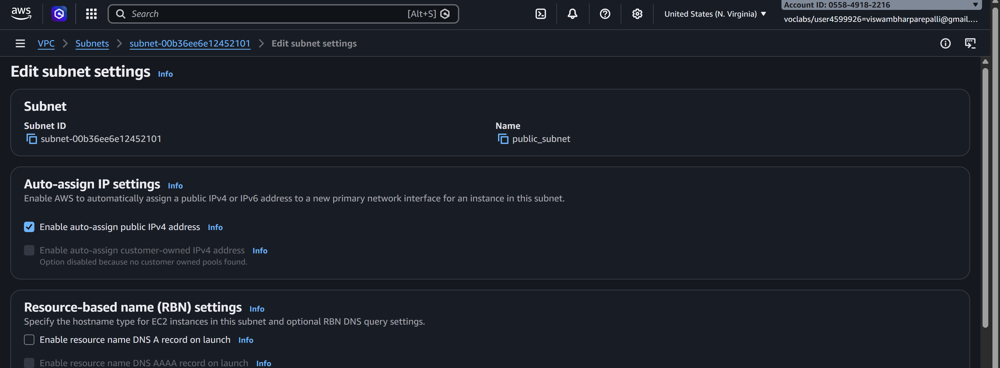 aws
Search
[Alt+S]
United States (N. Virginia)
Account ID: 0558-4918-2216
voclabs/user4599926=viswambharparepalli@gmail....
VPC
Subnets
subnet-00b36ee6e12452101
Edit subnet settings
Edit subnet settings Info
Subnet
Subnet ID
subnet-00b36ee6e12452101
Name
public_subnet
Auto-assign IP settings Info
Enable AWS to automatically assign a public IPv4 or IPv6 address to a new primary network interface for an instance in this subnet.
Enable auto-assign public IPv4 address Info
Enable auto-assign customer-owned IPv4 address Info
Option disabled because no customer owned pools found.
Resource-based name (RBN) settings Info
Specify the hostname type for EC2 instances in this subnet and optional RBN DNS query settings.
Enable resource name DNS A record on launch Info
Enable resource name DNS AAAA record on launch Info